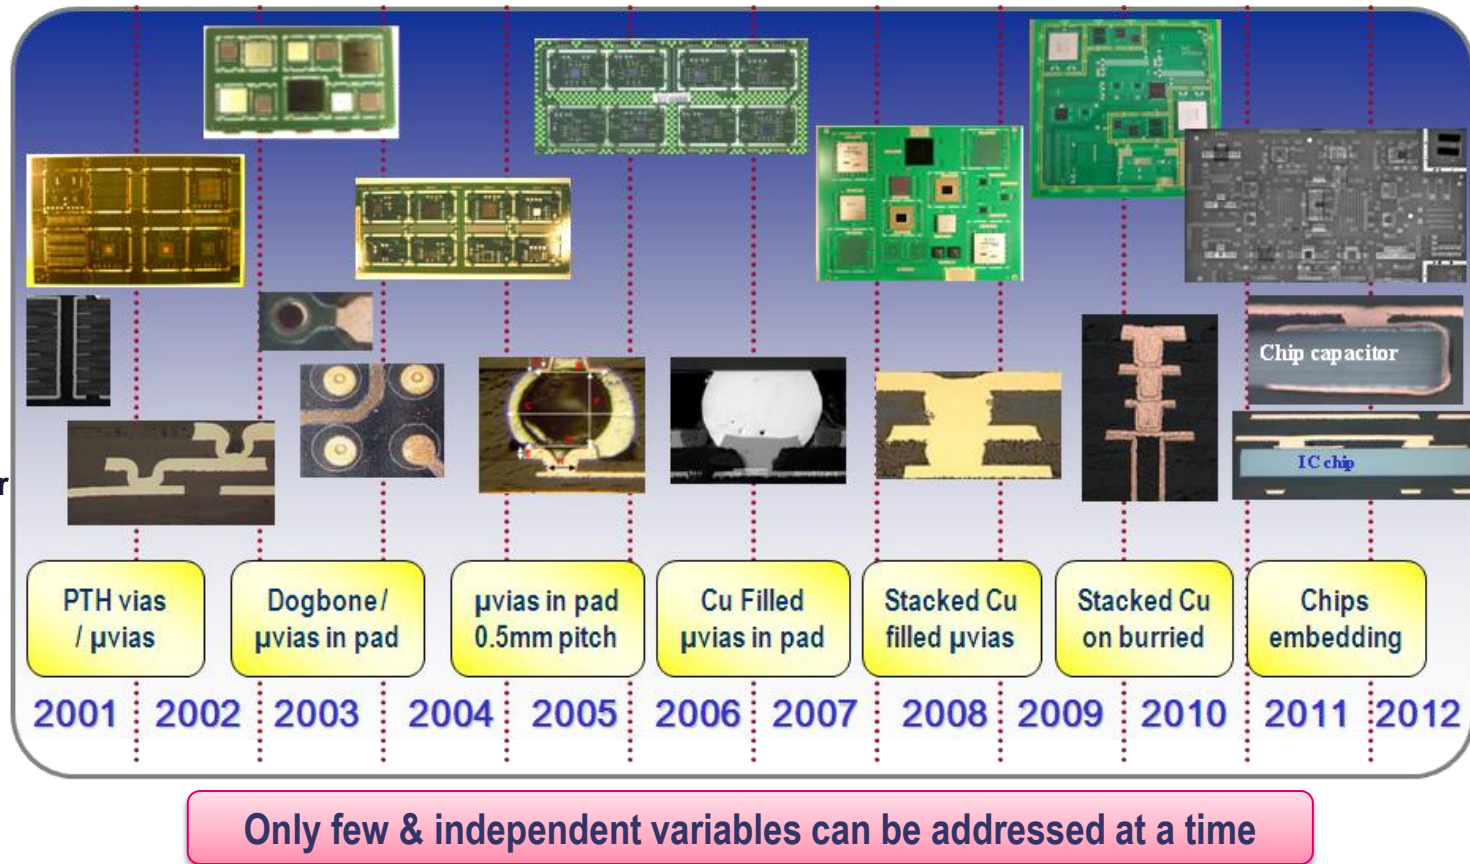 Chip capacitor
r
IC chip
PTH vias
/ µvias
Dogbone/
µvias in pad
µvias in pad
0.5mm pitch
Cu Filled
µvias in pad
Stacked Cu
filled µvias
Stacked Cu
on burried
Chips
embedding
2001 2002 2003 2004 2005 2006 2007 2008 2009 2010 2011 2012
Only few & independent variables can be addressed at a time